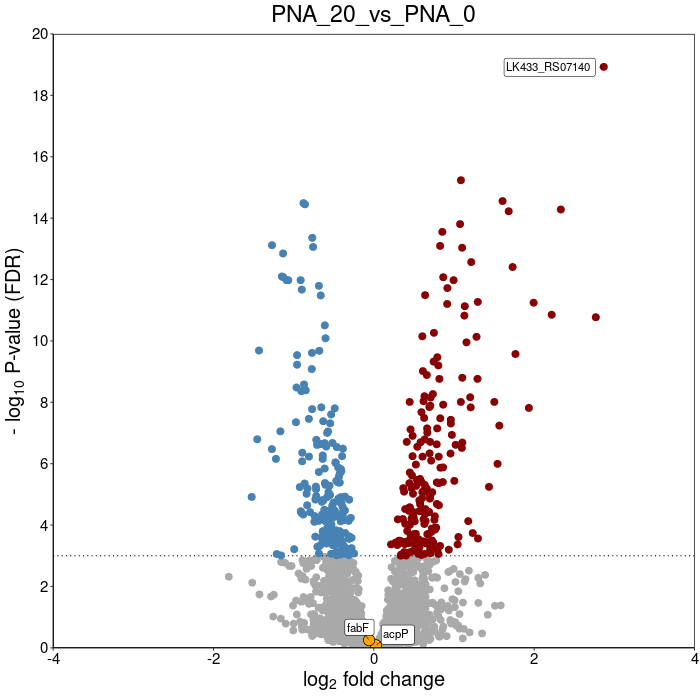 PNA_20_vs_PNA_0
- log10 P-value (FDR)
20
18
16
14
12
10
8
6
4
2
0
LK433_RS07140
fabF
acpP
-4
-2
0
2
4
log2 fold change